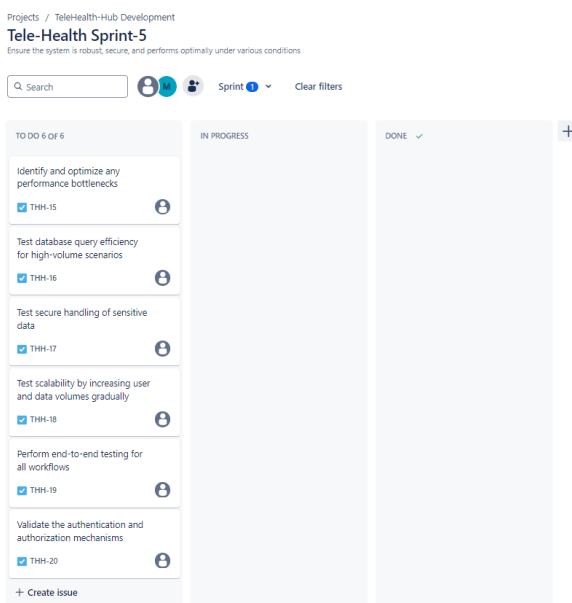 Projects / TeleHealth-Hub Development
Tele-Health Sprint-5
Ensure the system is robust, secure, and performs optimally under various conditions
Search
M
Sprint 1
Clear filters
TO DO 6 OF 6
IN PROGRESS
DONE
Identify and optimize any
performance bottlenecks
THH-15
Test database query efficiency
for high-volume scenarios
THH-16
Test secure handling of sensitive
data
THH-17
Test scalability by increasing user
and data volumes gradually
THH-18
Perform end-to-end testing for
all workflows
THH-19
Validate the authentication and
authorization mechanisms
THH-20
+ Create issue